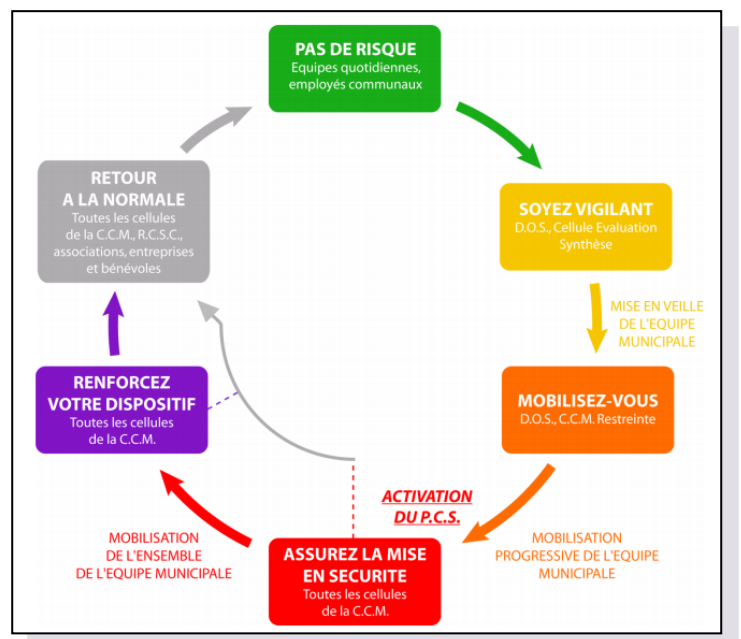 PAS DE RISQUE
Equipes quotidiennes,
employés communaux
SOYEZ VIGILANT
D.O.S., Cellule Evaluation
Synthèse
MISE EN VEILLE
DE L'EQUIPE
MUNICIPALE
MOBILISEZ-VOUS
D.O.S., C.C.M. Restreinte
MOBILISATION
PROGRESSIVE DE L'EQUIPE
MUNICIPALE
ACTIVATION
DU P.C.S.
ASSUREZ LA MISE
EN SECURITE
Toutes les cellules
de la C.C.M.
MOBILISATION
DE L'ENSEMBLE
DE L'EQUIPE MUNICIPALE
RENFORCEZ
VOTRE DISPOSITIF
Toutes les cellules
de la C.C.M.
RETOUR
A LA NORMALE
Toutes les cellules
de la C.C.M., R.C.S.C.,
associations, entreprises
et bénévoles